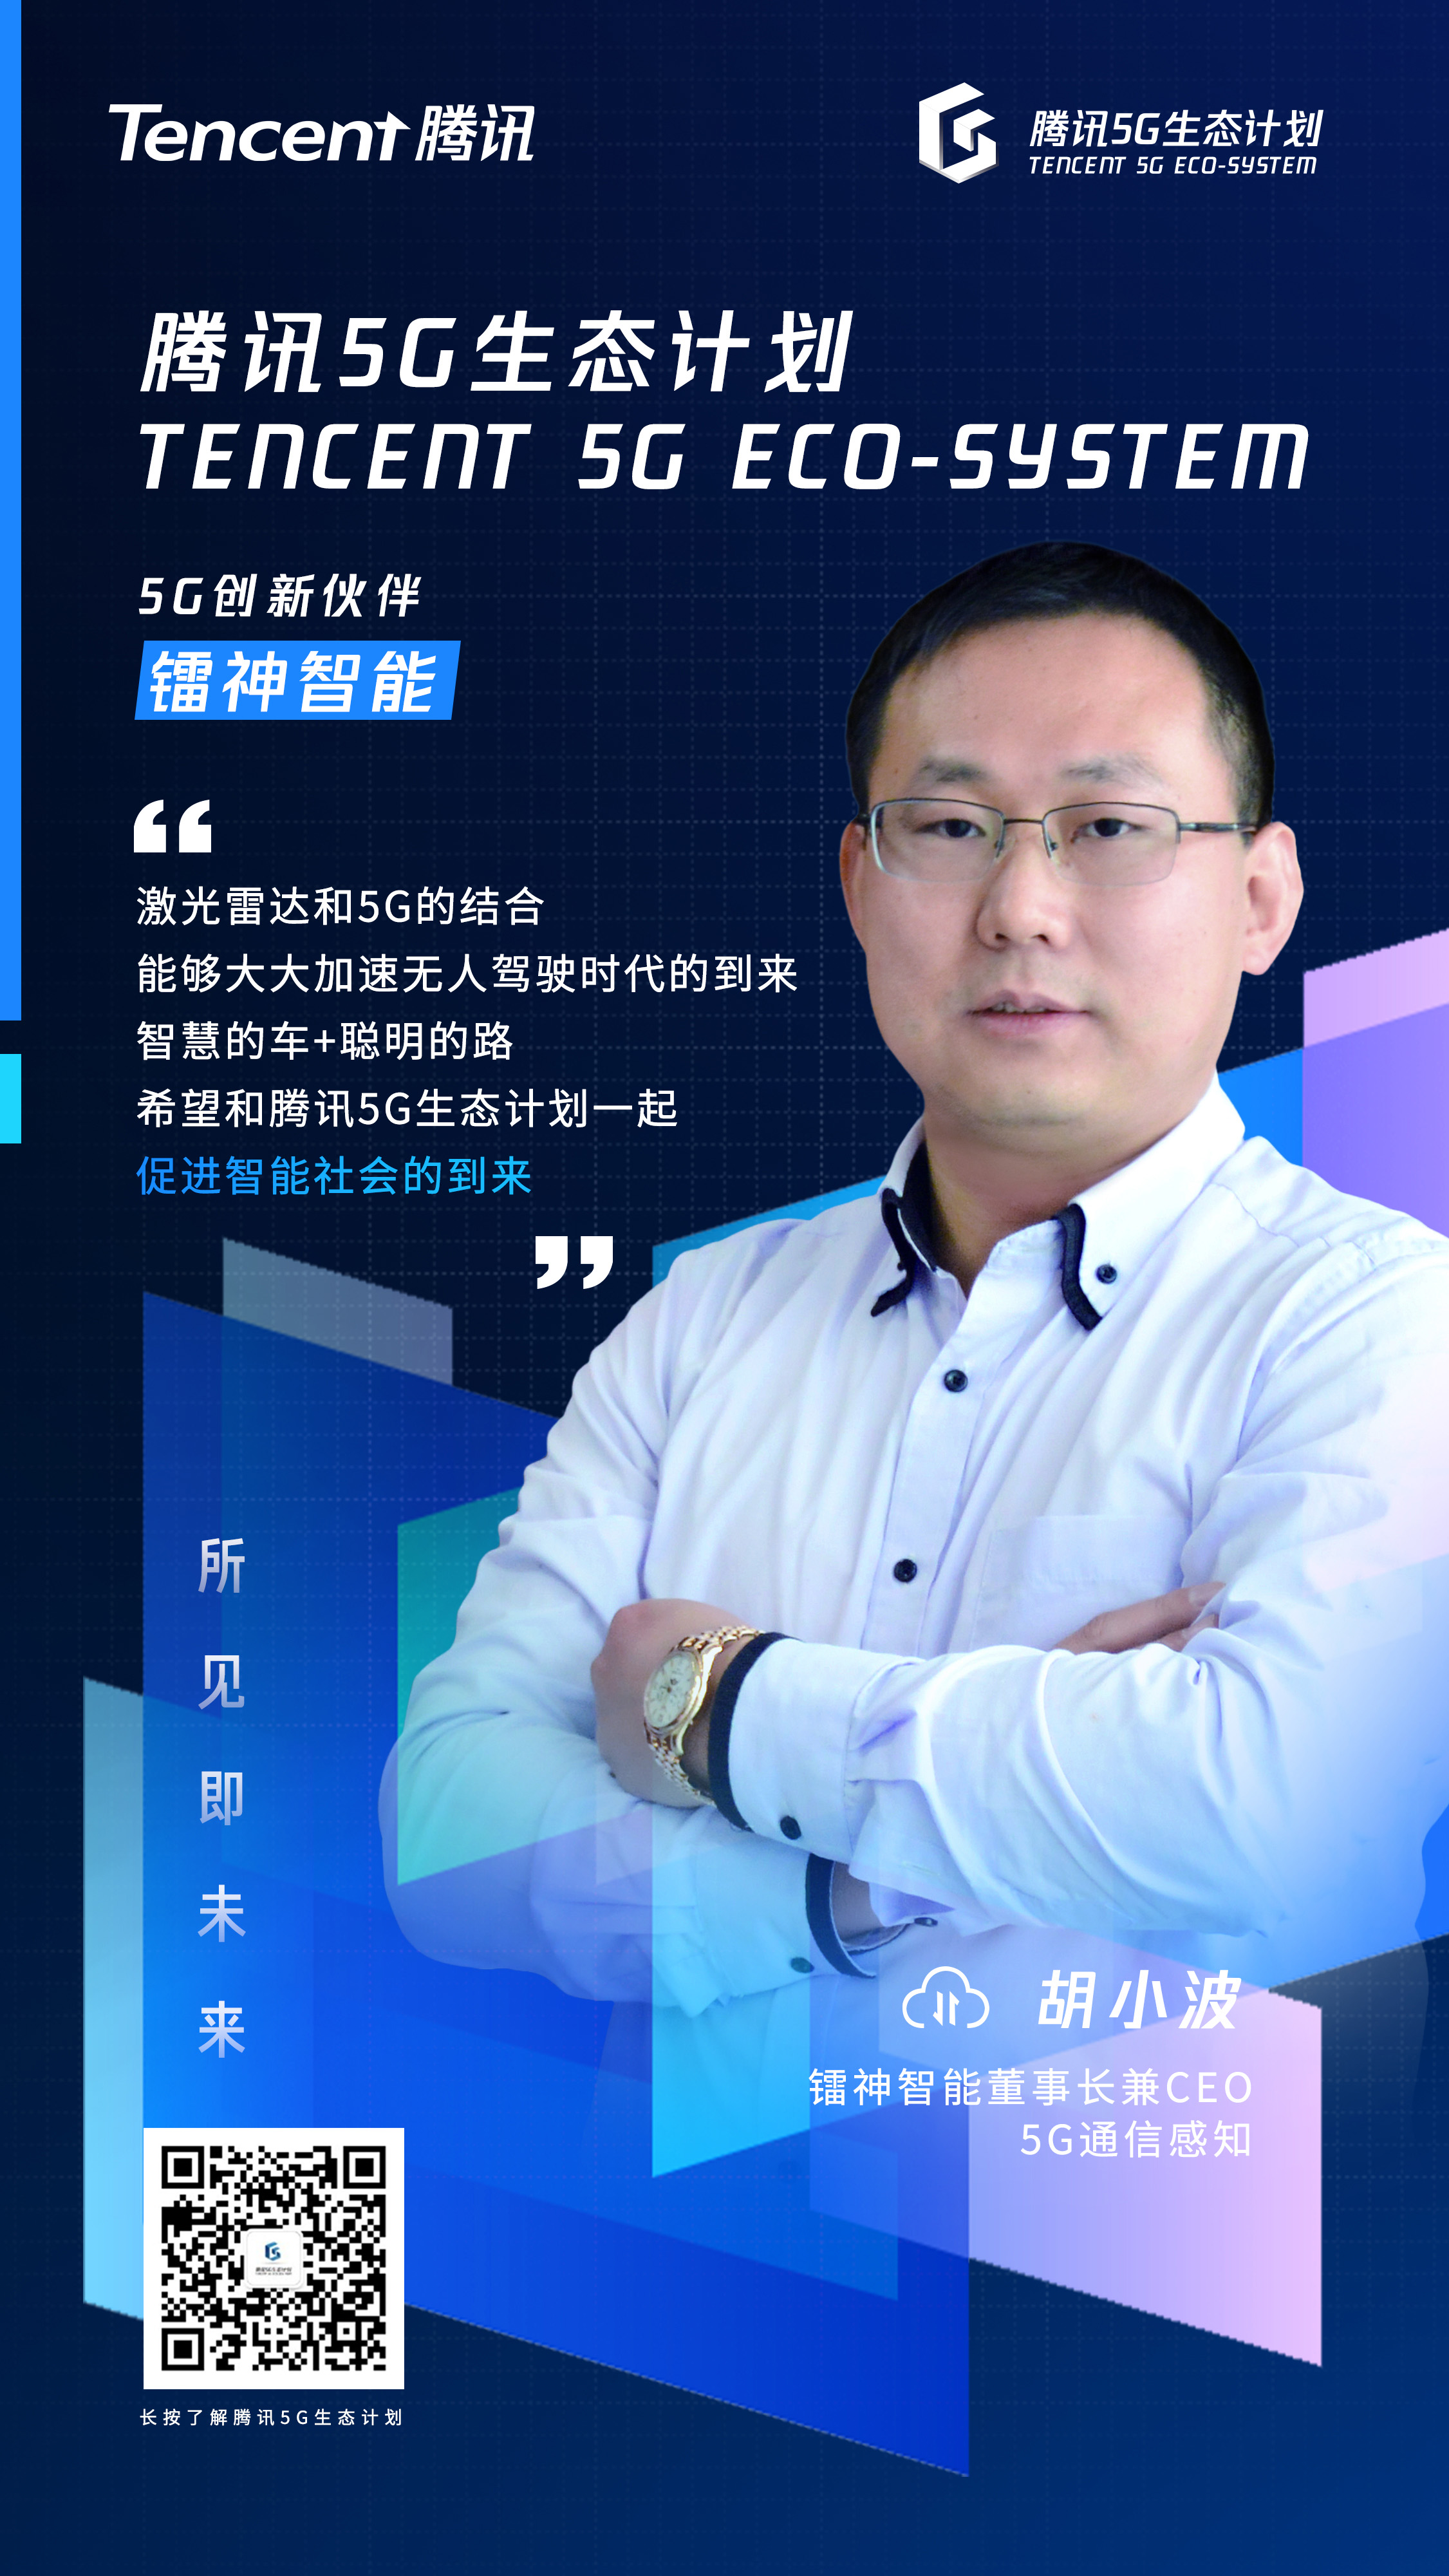 Tencent腾讯
腾讯5G生态计划
TENCENT 5G ECO-SYSTEM
腾讯5G生态计划
TENCENT 5G ECO-SYSTEM
5G创新伙伴
镭神智能
“
激光雷达和5G的结合
能够大大加速无人驾驶时代的到来
智慧的车+聪明的路
希望和腾讯5G生态计划一起
促进智能社会的到来
”
所见即未来
胡小波
镭神智能董事长兼CEO
5G通信感知
长按了解腾讯5G生态计划